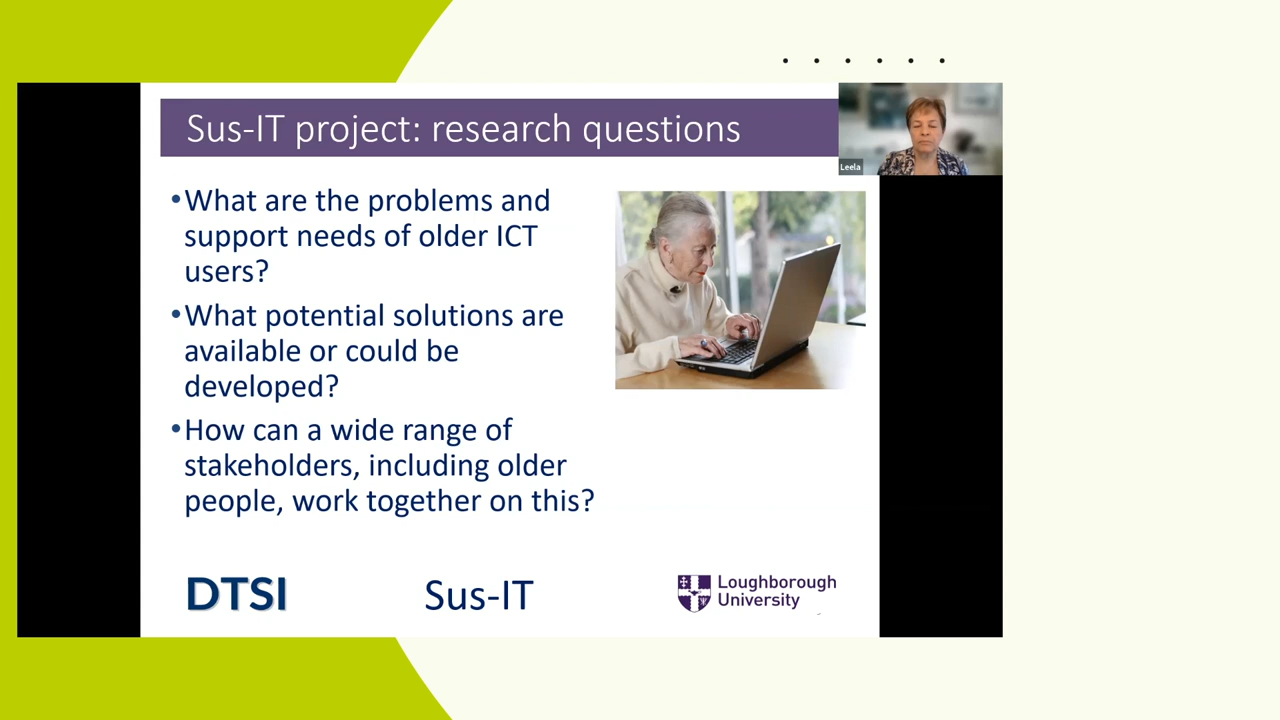 Sus-IT project: research questions
Leela
•What are the problems and
support needs of older ICT
users?
•What potential solutions are
available or could be
developed?
•How can a wide range of
stakeholders, including older
people, work together on this?
DTSI
Sus-IT
Loughborough
University